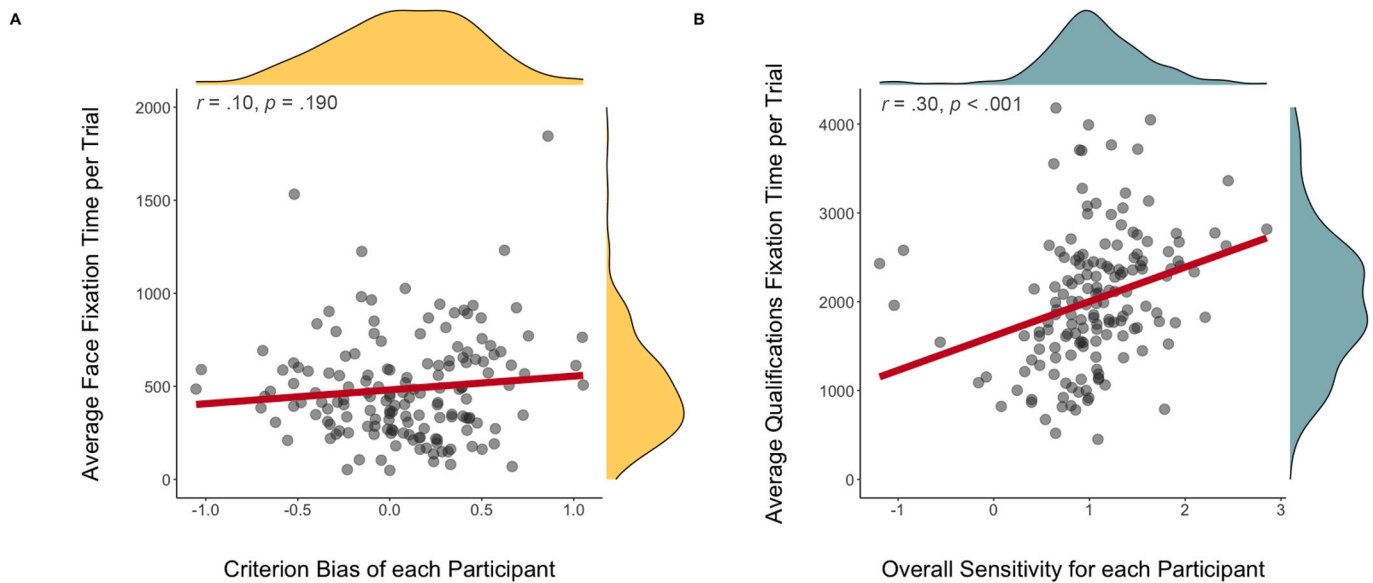 A
r = .10, p = .190
Average Face Fixation Time per Trial
2000
1500
1000
500
0
-1.0
-0.5
0.0
0.5
1.0
Criterion Bias of each Participant
B
r = .30, p < .001
Average Qualifications Fixation Time per Trial
4000
3000
2000
1000
0
-1
0
1
2
3
Overall Sensitivity for each Participant